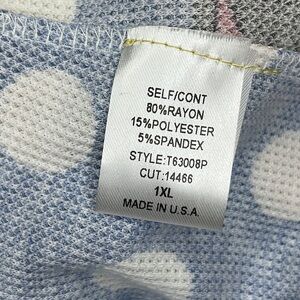 SELF/CONT
80%RAYON
15%POLYESTER
5%SPANDEX
STYLE:T63008P
CUT:14466
1XL
MADE IN U.S.A.